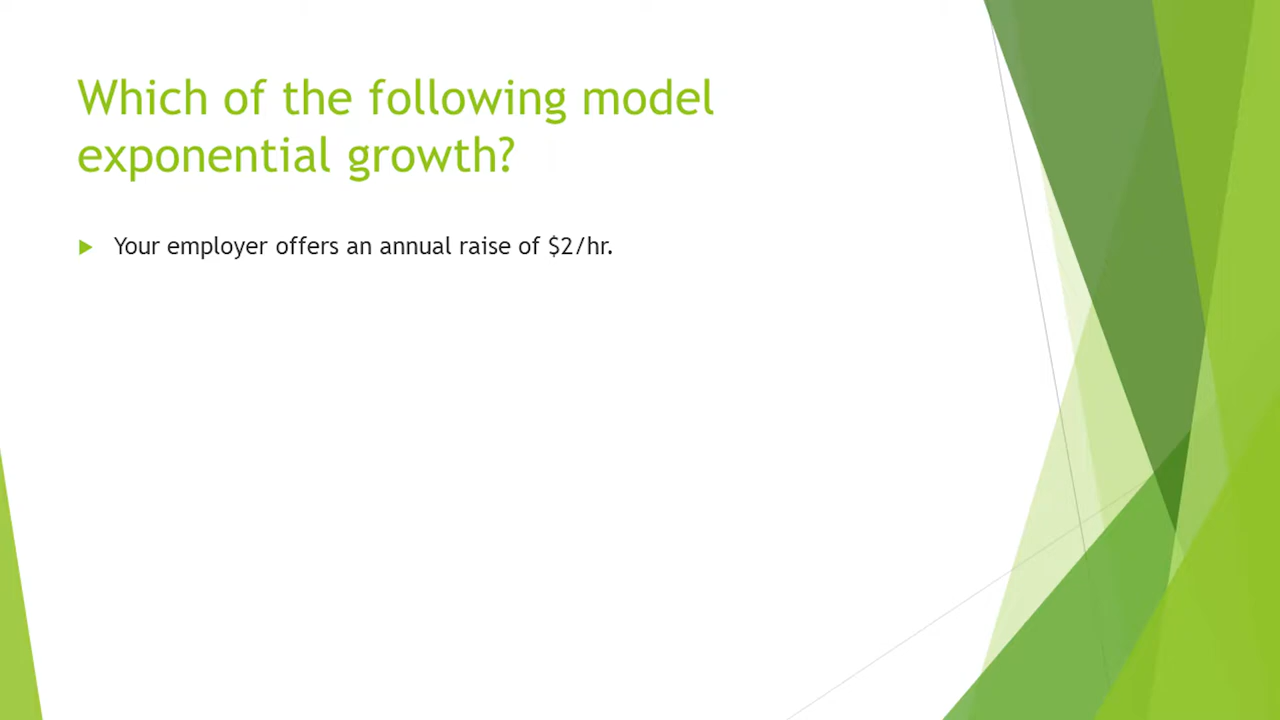 Which of the following model
exponential growth?
Your employer offers an annual raise of $2/hr.